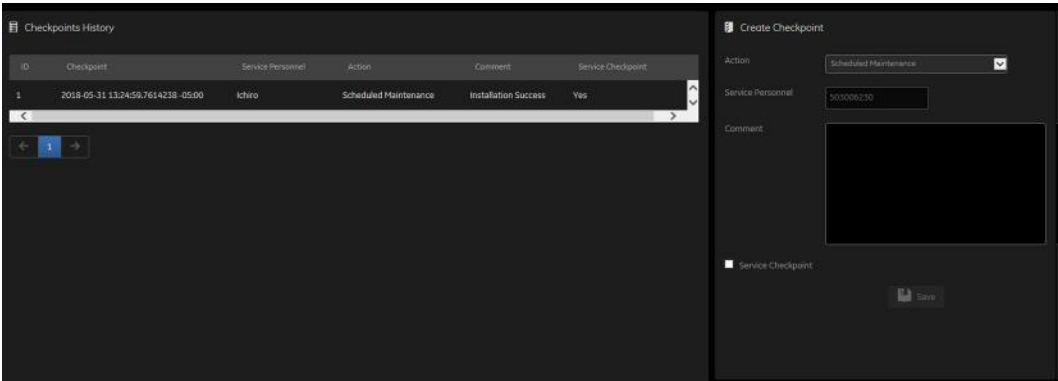 Checkpoints History
ID Checkpoint Service Personnel Action Comment Service Checkpoint
1 2018-05-31 13:24:59.7614238 -05:00 Ichiro Scheduled Maintenance Installation Success Yes
1
Create Checkpoint
Action Scheduled Maintenance
Service Personnel 503006230
Comment
Service Checkpoint
Save